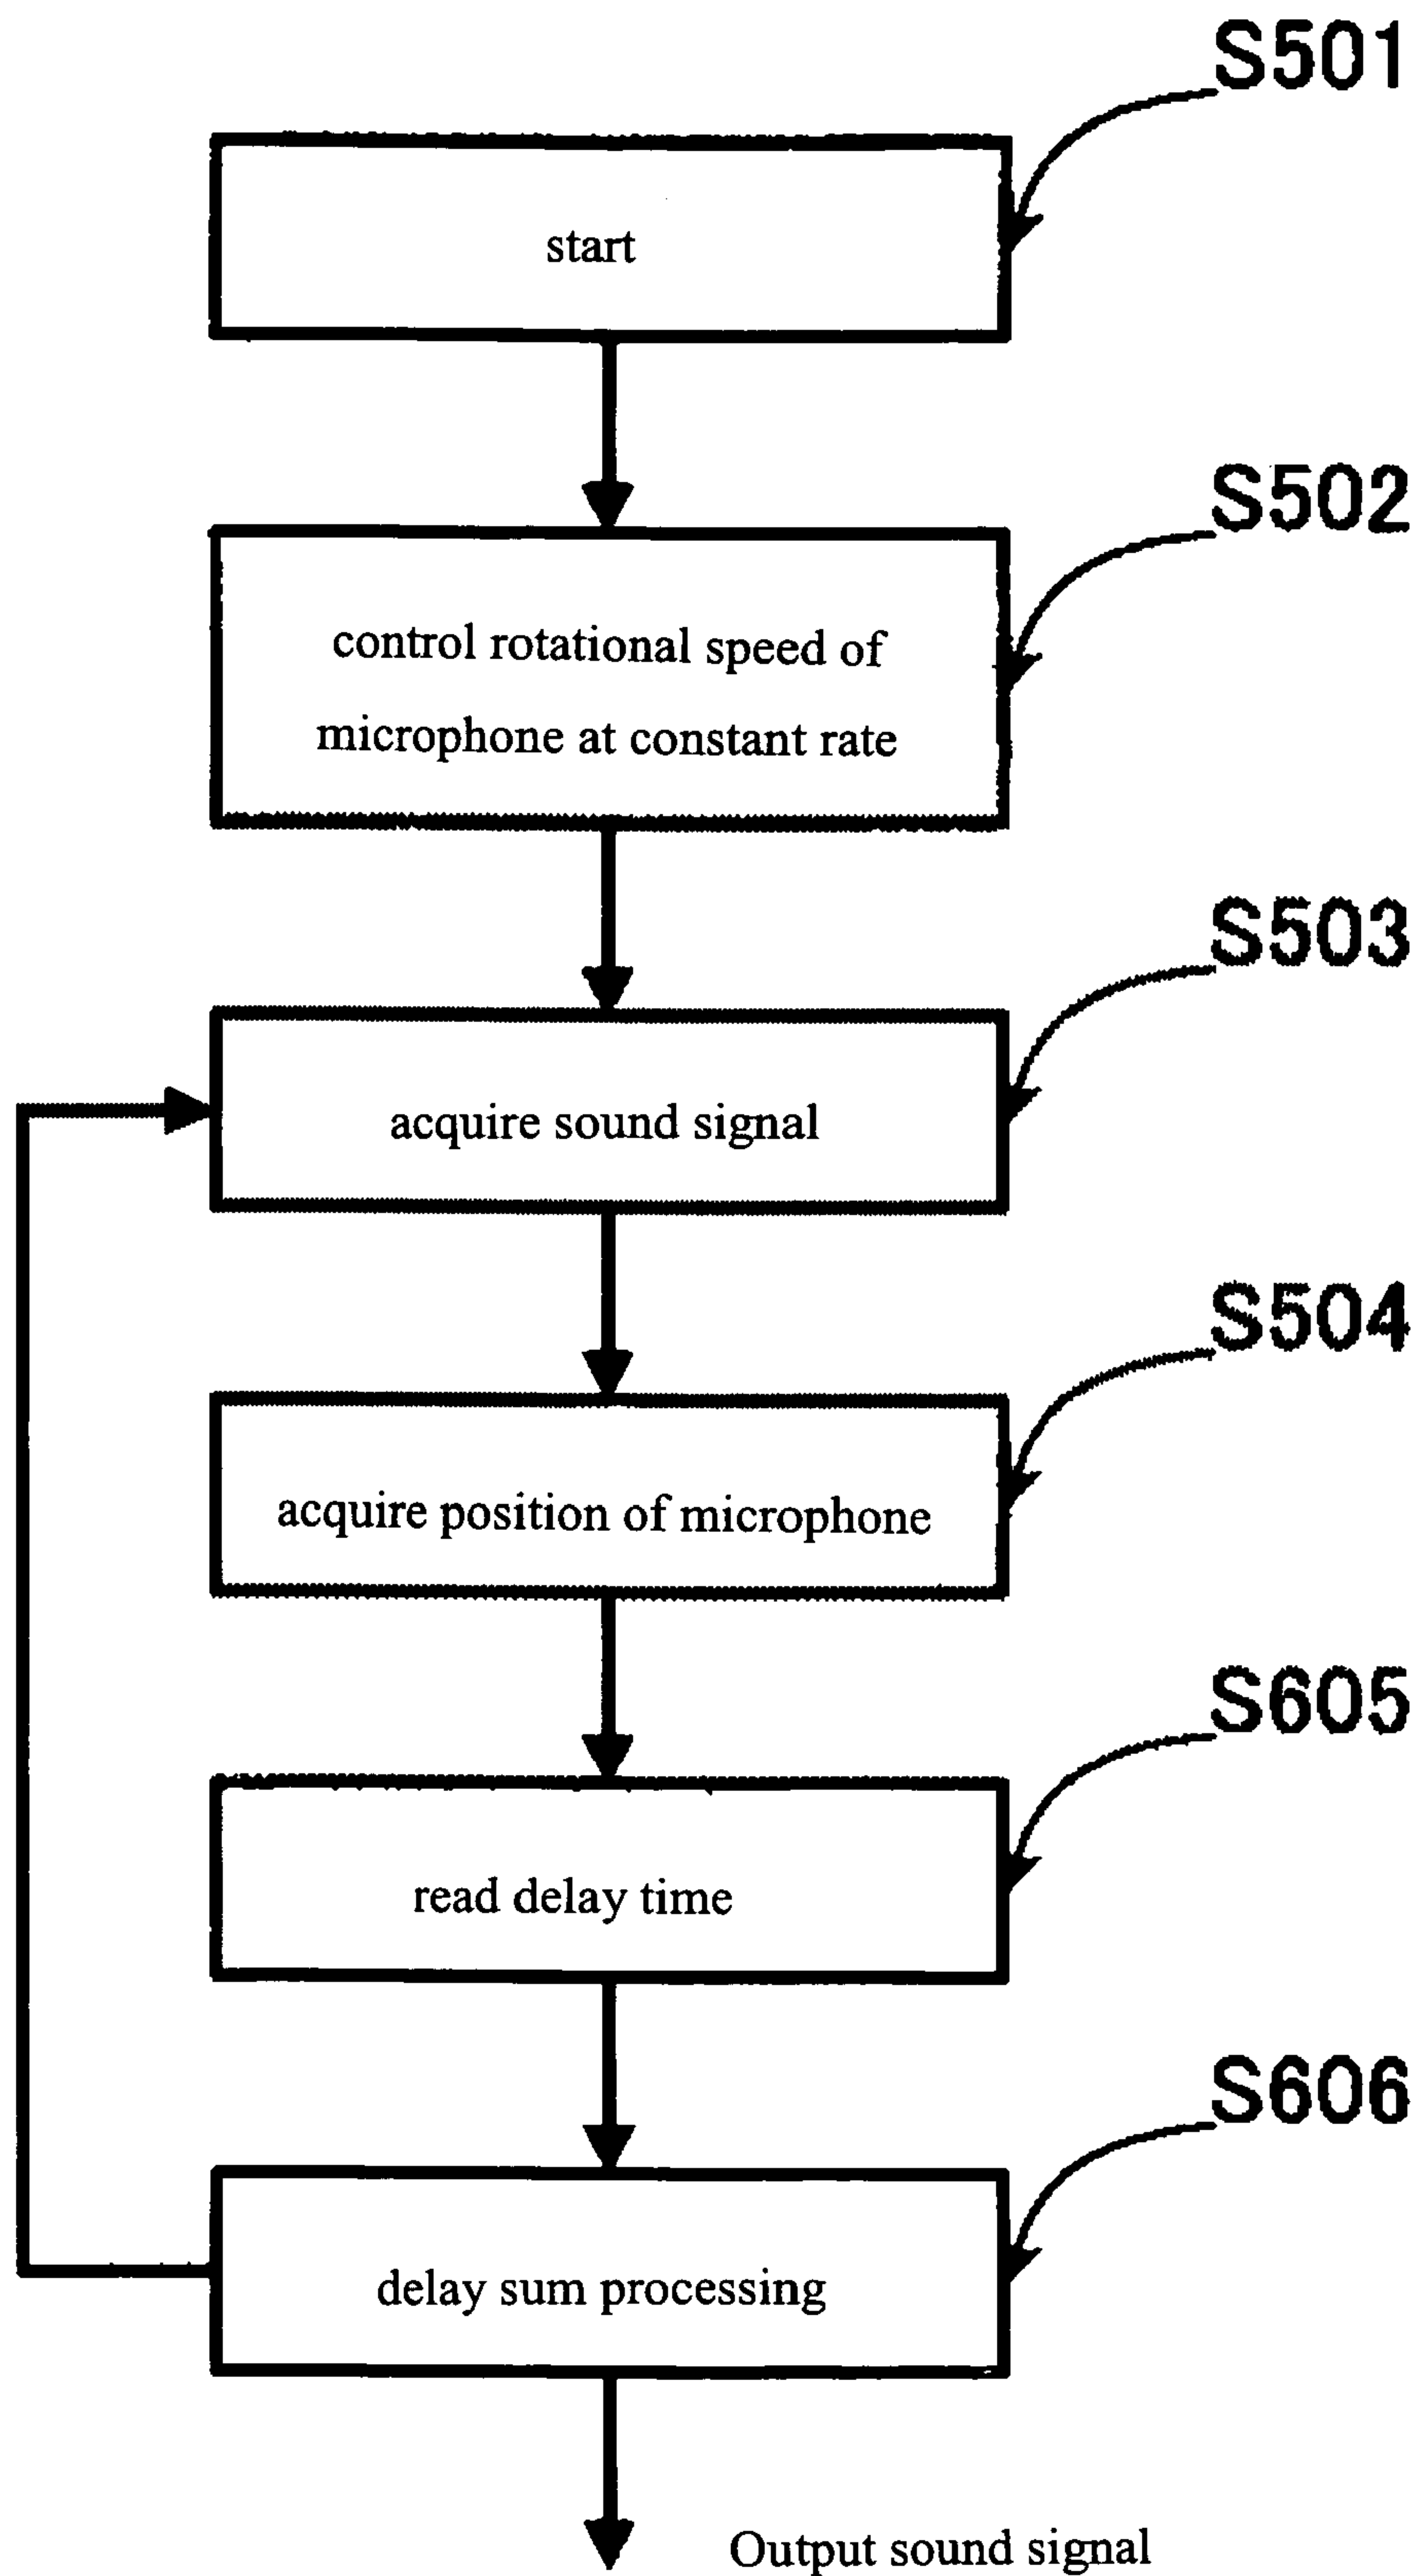 S501
start
S502
control rotational speed of
microphone at constant rate
S503
acquire sound signal
S504
acquire position of microphone
S605
read delay time
S606
delay sum processing
Output sound signal